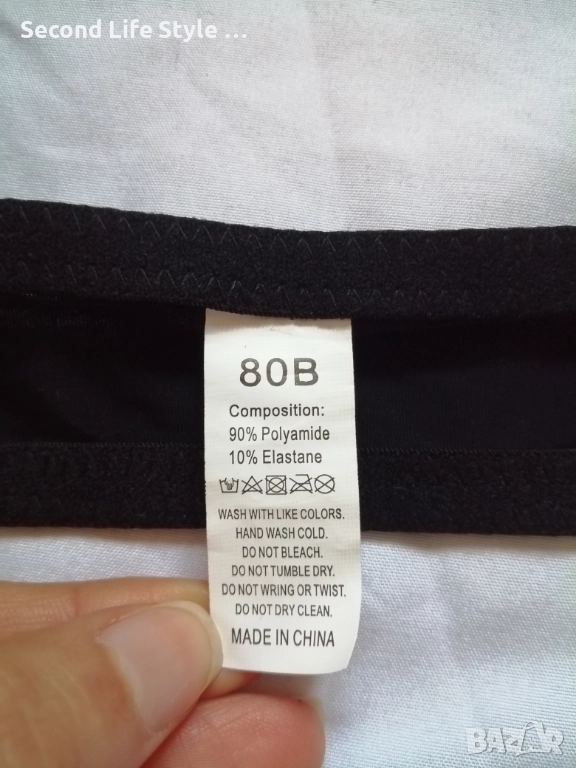 Second Life Style ...
80B
Composition:
90% Polyamide
10% Elastane
WASH WITH LIKE COLORS.
HAND WASH COLD.
DO NOT BLEACH.
DO NOT TUMBLE DRY.
DO NOT WRING OR TWIST.
DO NOT DRY CLEAN.
MADE IN CHINA
BAZAR